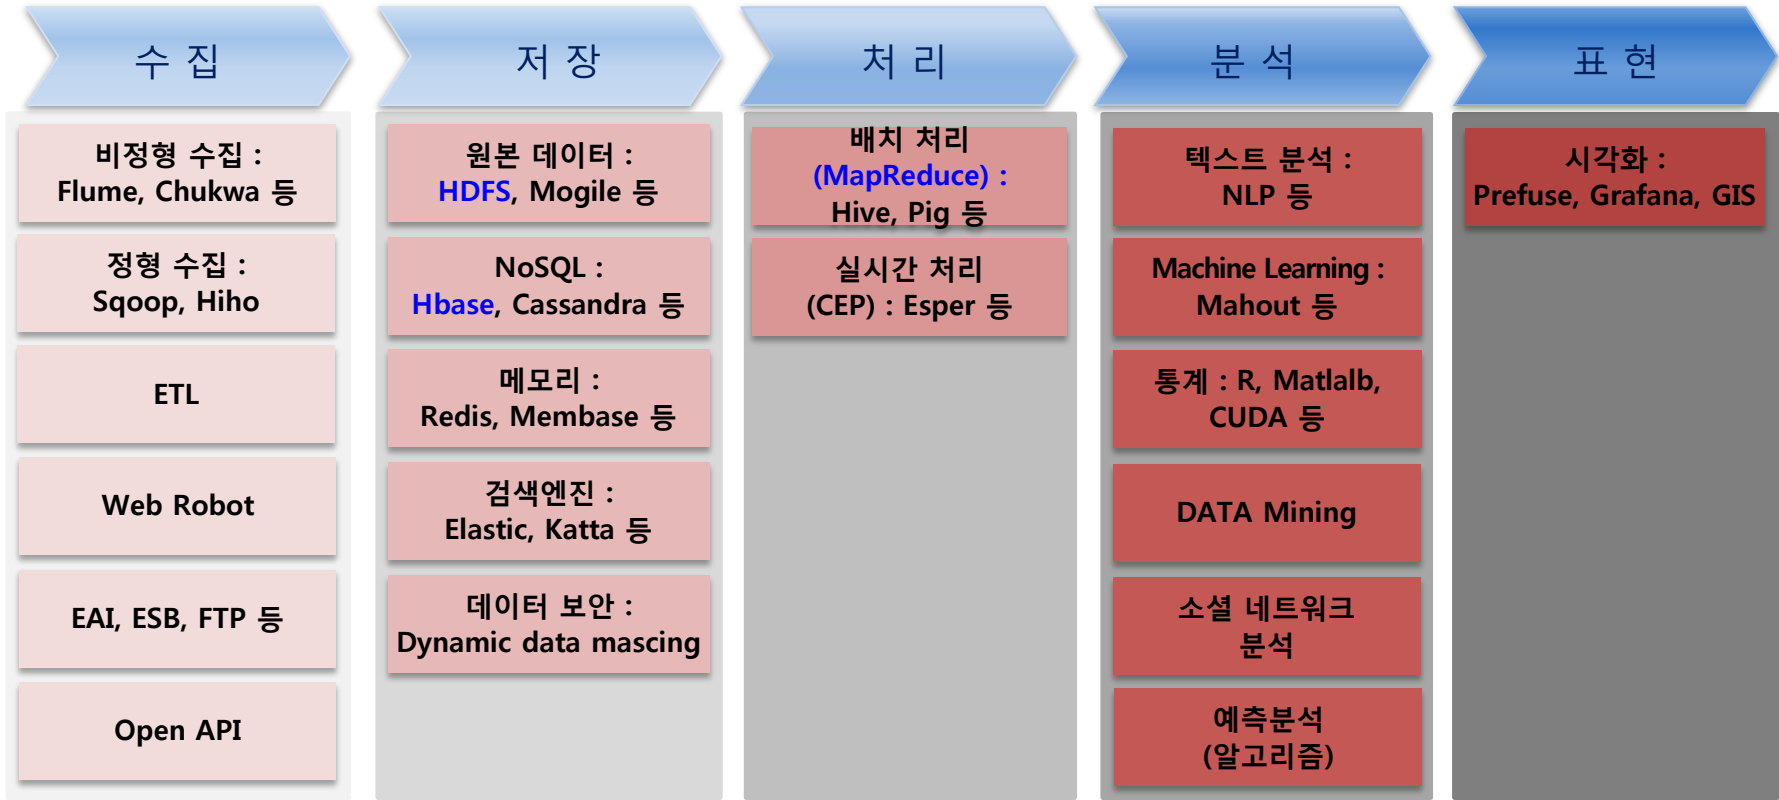 수 집
저 장
처 리
분 석
표 현
비정형 수집 :
Flume, Chukwa 등
정형 수집 :
Sqoop, Hiho
ETL
Web Robot
EAI, ESB, FTP 등
Open API
원본 데이터 :
HDFS, Mogile 등
NoSQL :
Hbase, Cassandra 등
메모리 :
Redis, Membase 등
검색엔진 :
Elastic, Katta 등
데이터 보안 :
Dynamic data mascing
배치 처리
(MapReduce) :
Hive, Pig 등
실시간 처리
(CEP) : Esper 등
텍스트 분석 :
NLP 등
Machine Learning :
Mahout 등
통계 : R, Matlalb,
CUDA 등
DATA Mining
소셜 네트워크
분석
예측분석
(알고리즘)
시각화 :
Prefuse, Grafana, GIS